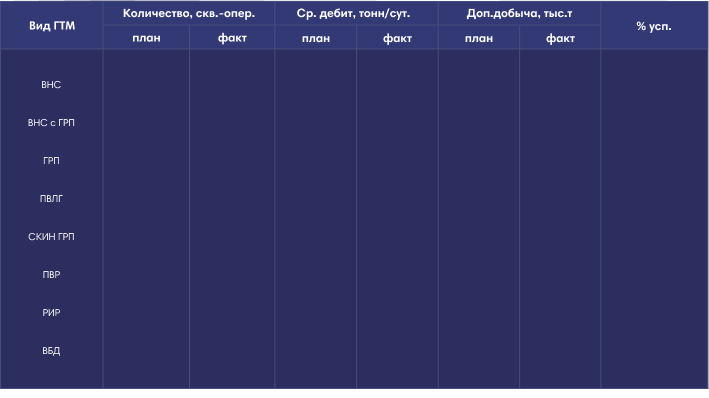 Вид ГТМ
Количество, скв.-опер.
Ср. дебит, тонн/сут.
Доп.добыча, тыс.т
% усп.
план
факт
план
факт
план
факт
ВНС
ВНС с ГРП
ГРП
ПВЛГ
СКИН ГРП
ПВР
РИР
ВБД